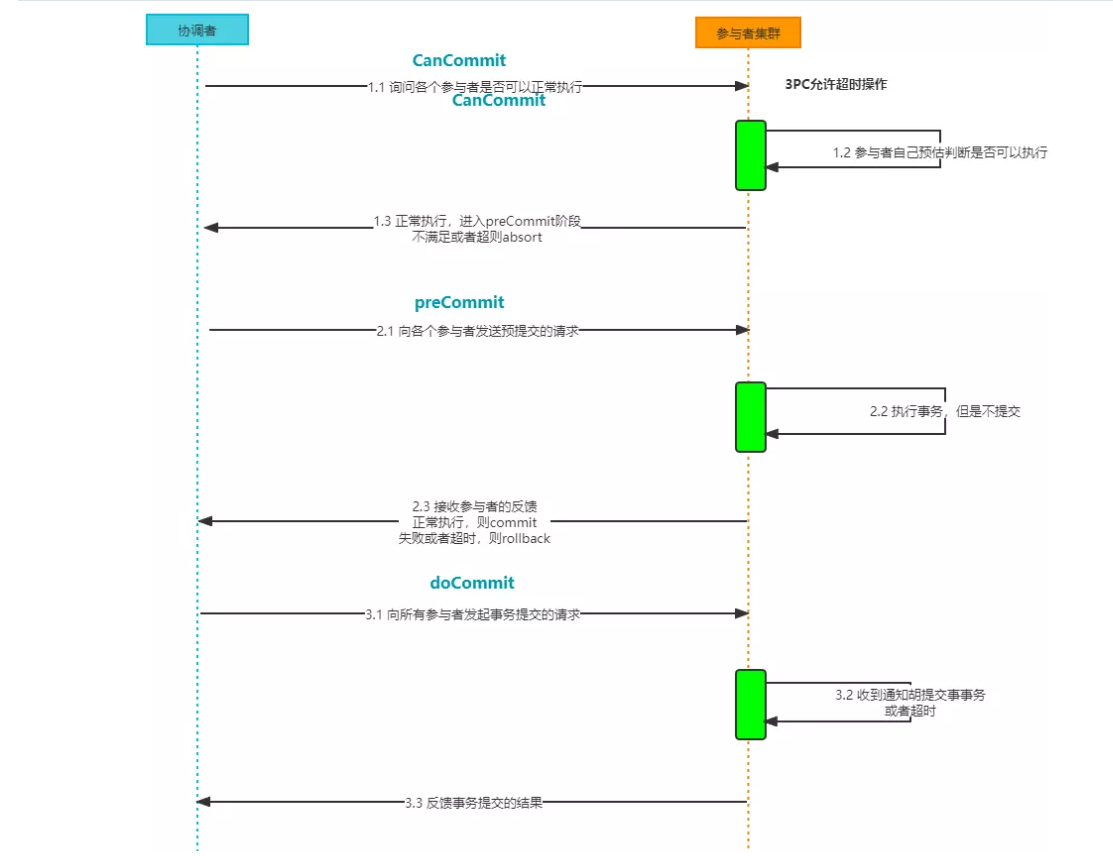 协调者
参与者集群
CanCommit
1.1 询问各个参与者是否可以正常执行
CanCommit
3PC允许超时操作
1.2 参与者自己预估判断是否可以执行
1.3 正常执行，进入preCommit阶段
不满足或者超则absort
preCommit
2.1 向各个参与者发送预提交的请求
2.2 执行事务，但是不提交
2.3 接收参与者的反馈
正常执行，则commit
失败或者超时，则rollback
doCommit
3.1 向所有参与者发起事务提交的请求
3.2 收到通知胡提交事事务
或者超时
3.3 反馈事务提交的结果